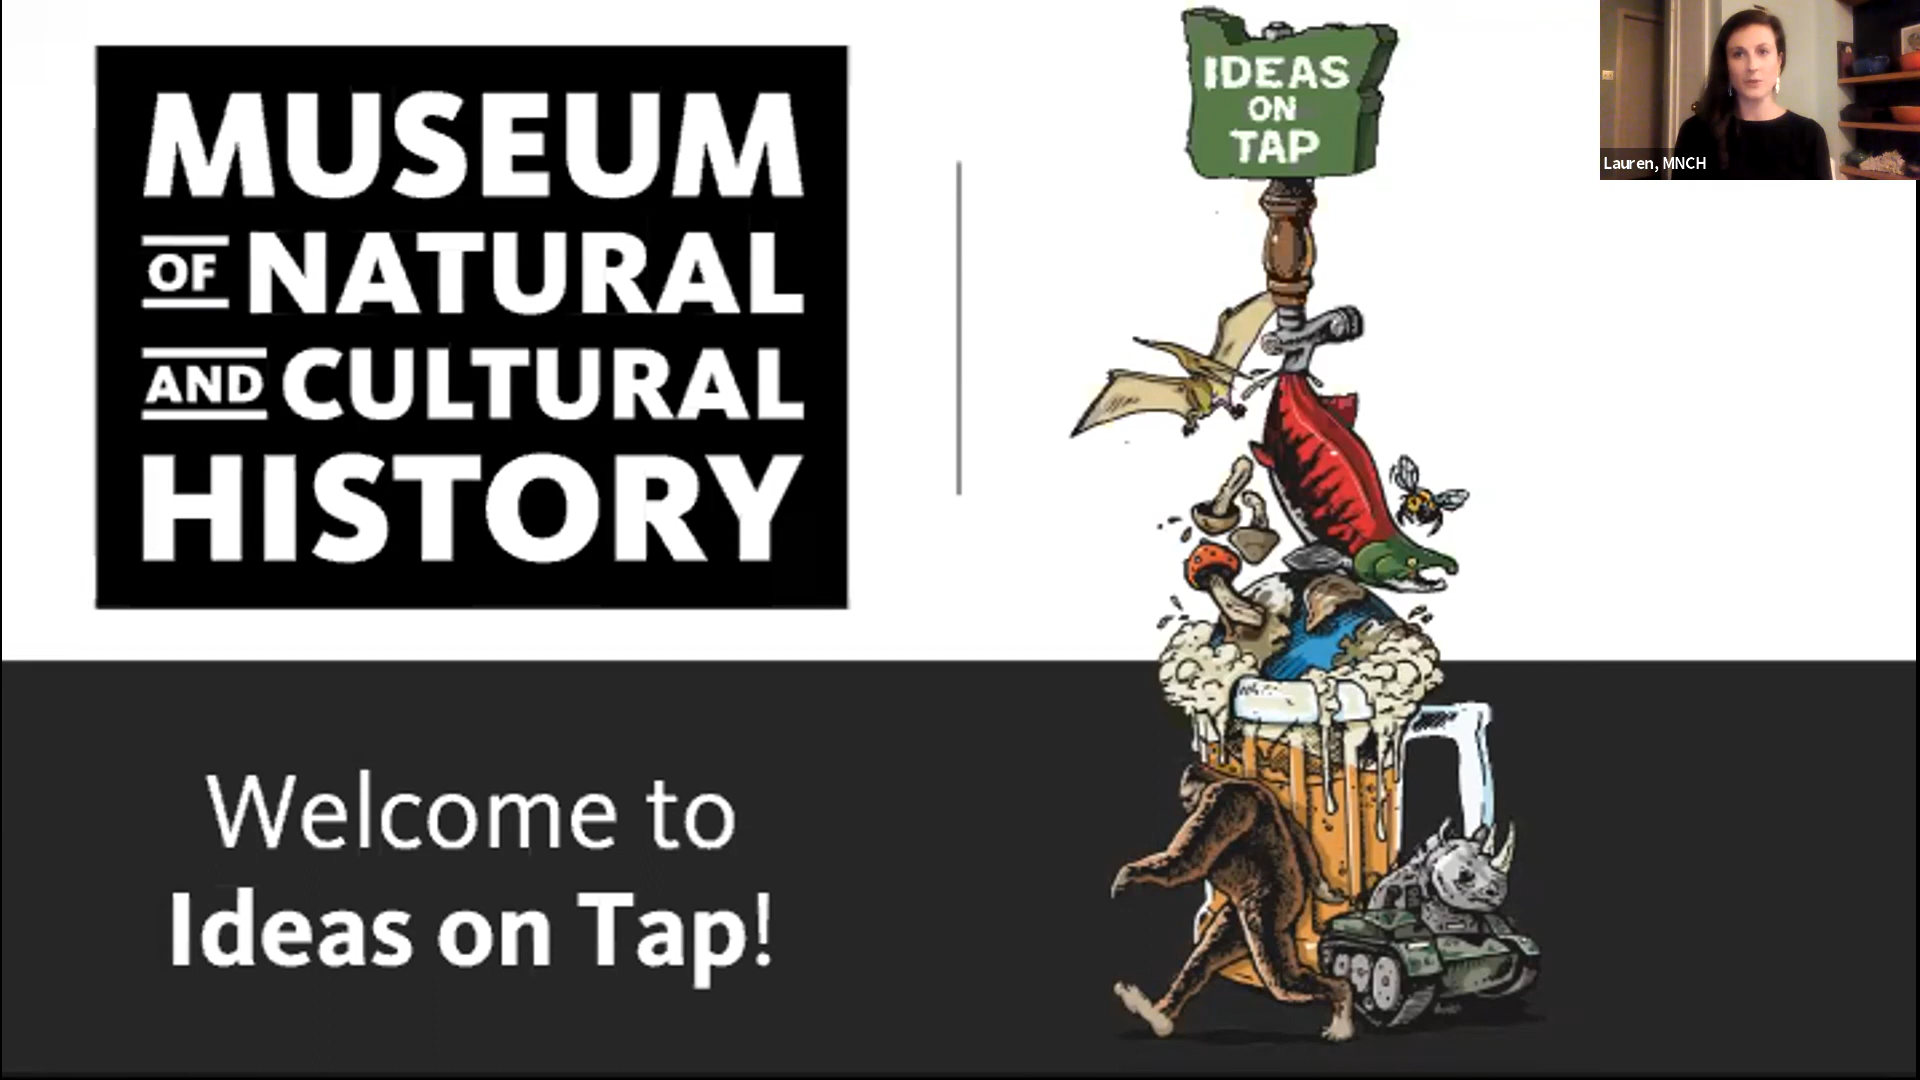 MUSEUM
OF NATURAL
AND CULTURAL
HISTORY
IDEAS
ON
TAP
Lauren, MNCH
Welcome to
Ideas on Tap!